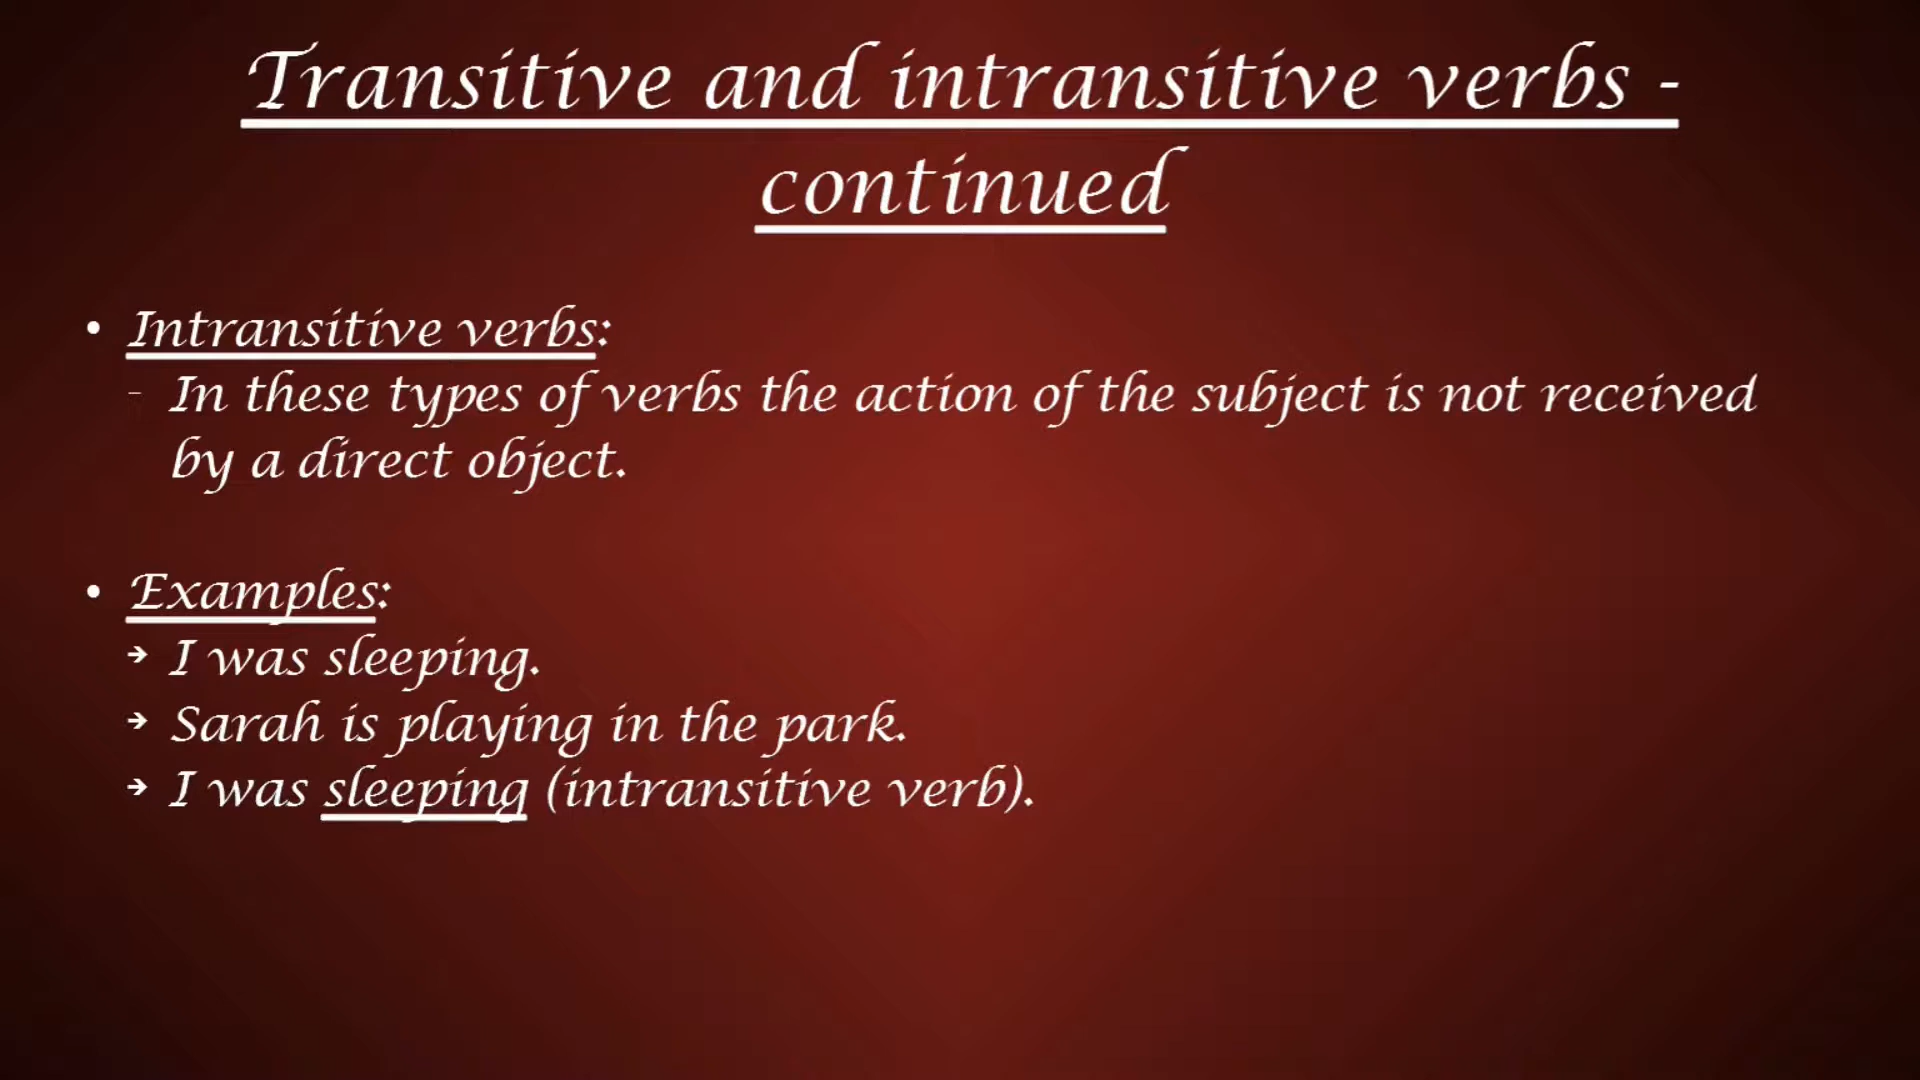 Transitive and intransitive verbs -
continued
• Intransitive verbs:
- In these types of verbs the action of the subject is not received
by a direct object.
• Examples:
→ I was sleeping.
→ Sarah is playing in the park.
→ I was sleeping (intransitive verb).